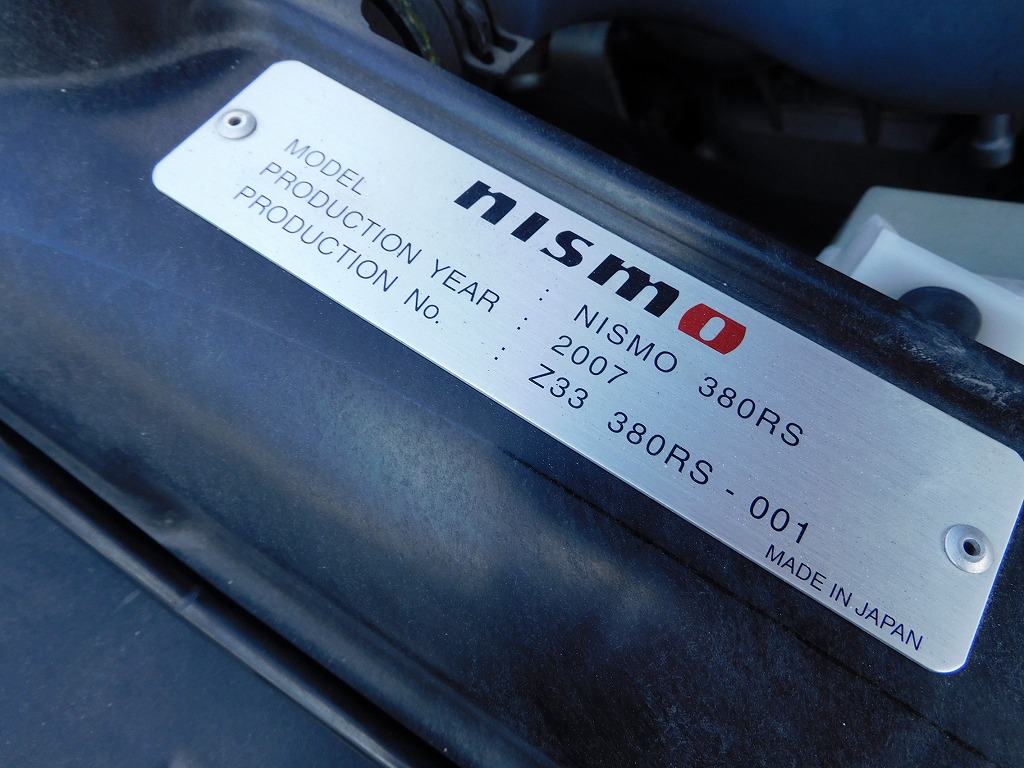 nismo
MODEL : NISMO 380RS
PRODUCTION YEAR : 2007
PRODUCTION No. : Z33 380RS - 001
MADE IN JAPAN